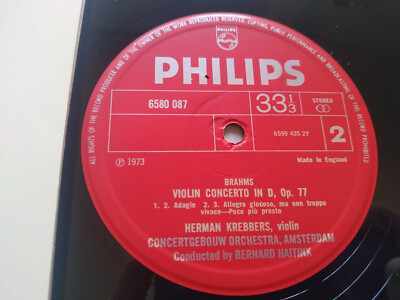 ALL RIGHTS OF THE RECORD PRODUCER AND OF THE OWNER OF THE WORK REPRODUCED RESERVED. COPYING, PUBLIC PERFORMANCE AND BROADCASTING OF THIS RECORD PROHIBITED
PHILIPS
PHILIPS
6580 087
33 1/3
STEREO
6599 435 2Y
2
℗ 1973
Made in England
BRAHMS
VIOLIN CONCERTO IN D, Op. 77
1. 2. Adagio 2. 3. Allegro giocoso, ma non troppo
vivace—Poco più presto
HERMAN KREBBERS, violin
CONCERTGEBOUW ORCHESTRA, AMSTERDAM
Conducted by BERNARD HAITINK